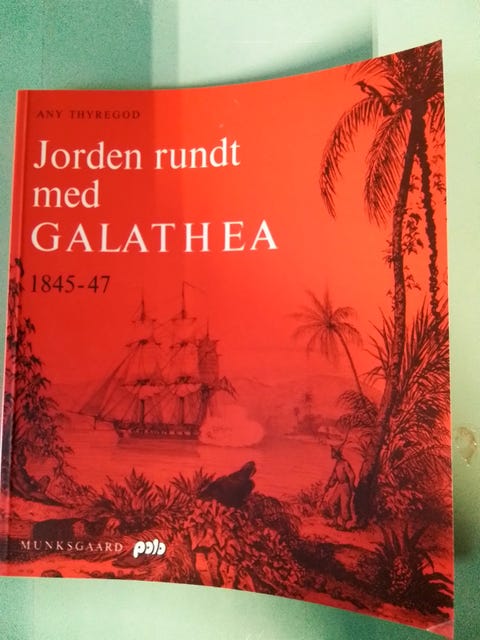 ANY THYREGOD
Jorden rundt
med
GALATHEA
1845-47
MUNKSGAARD polo